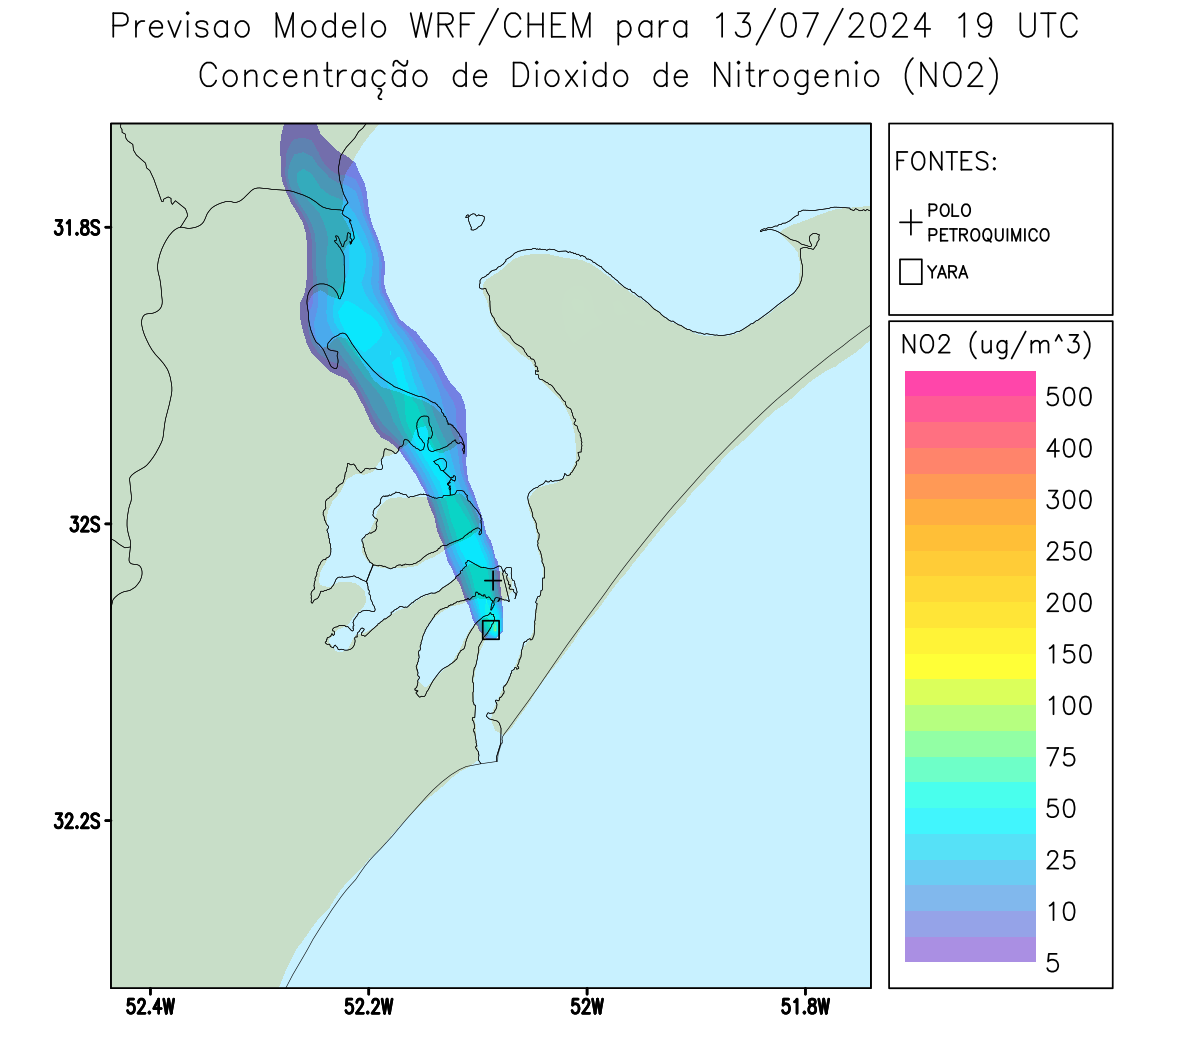 Previsao Modelo WRF/CHEM para 13/07/2024 19 UTC
Concentração de Dioxido de Nitrogenio (NO2)
FONTES:
POLO
PETROQUIMICO
YARA
NO2 (ug/m^3)
500
400
300
250
200
150
100
75
50
25
10
5
31.8S
32S
32.2S
52.4W
52.2W
52W
51.8W